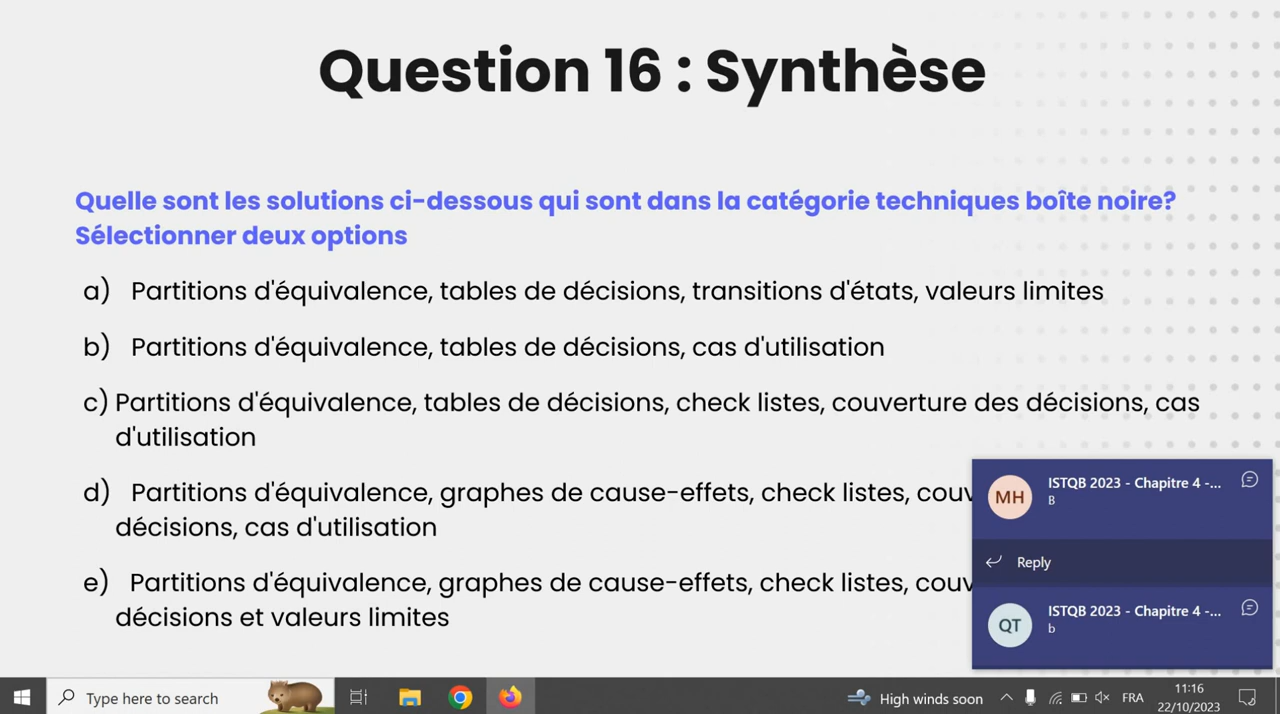 Question 16 : Synthèse
Quelle sont les solutions ci-dessous qui sont dans la catégorie techniques boîte noire?
Sélectionner deux options
a) Partitions d'équivalence, tables de décisions, transitions d'états, valeurs limites
b) Partitions d'équivalence, tables de décisions, cas d'utilisation
c) Partitions d'équivalence, tables de décisions, check listes, couverture des décisions, cas
d'utilisation
d) Partitions d'équivalence, graphes de cause-effets, check listes, couv
décisions, cas d'utilisation
e) Partitions d'équivalence, graphes de cause-effets, check listes, couv
décisions et valeurs limites
MH
ISTQB 2023 - Chapitre 4 -...
B
Reply
QT
ISTQB 2023 - Chapitre 4 -...
b
Type here to search
High winds soon
FRA
11:16
22/10/2023